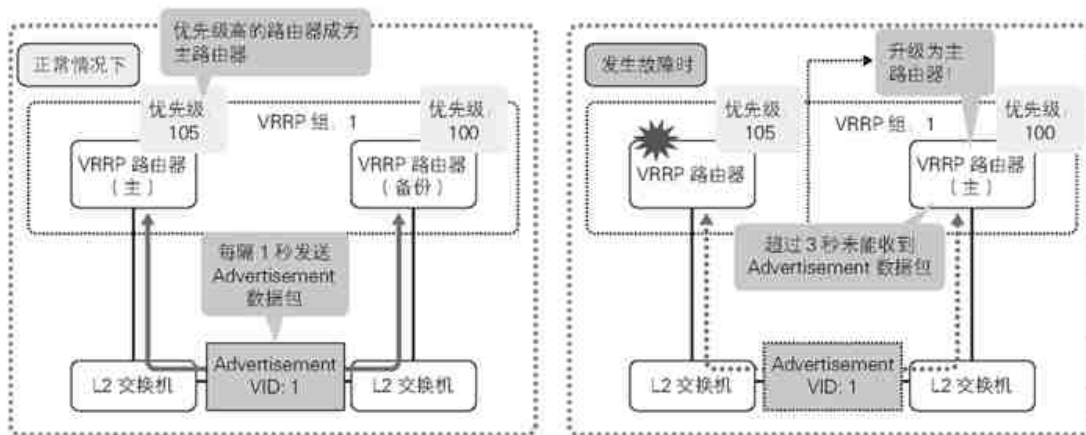 正常情况下
优先级高的路由器成为
主路由器
优先级：
105
VRRP 组：1
优先级：
100
VRRP 路由器
（主）
VRRP 路由器
（备份）
每隔 1 秒发送
Advertisement
数据包
L2 交换机
Advertisement
VID: 1
L2 交换机
发生故障时
升级为主
路由器！
优先级：
105
VRRP 组：1
优先级：
100
VRRP 路由器
VRRP 路由器
（主）
超过 3 秒未能收到
Advertisement 数据包
L2 交换机
Advertisement
VID: 1
L2 交换机